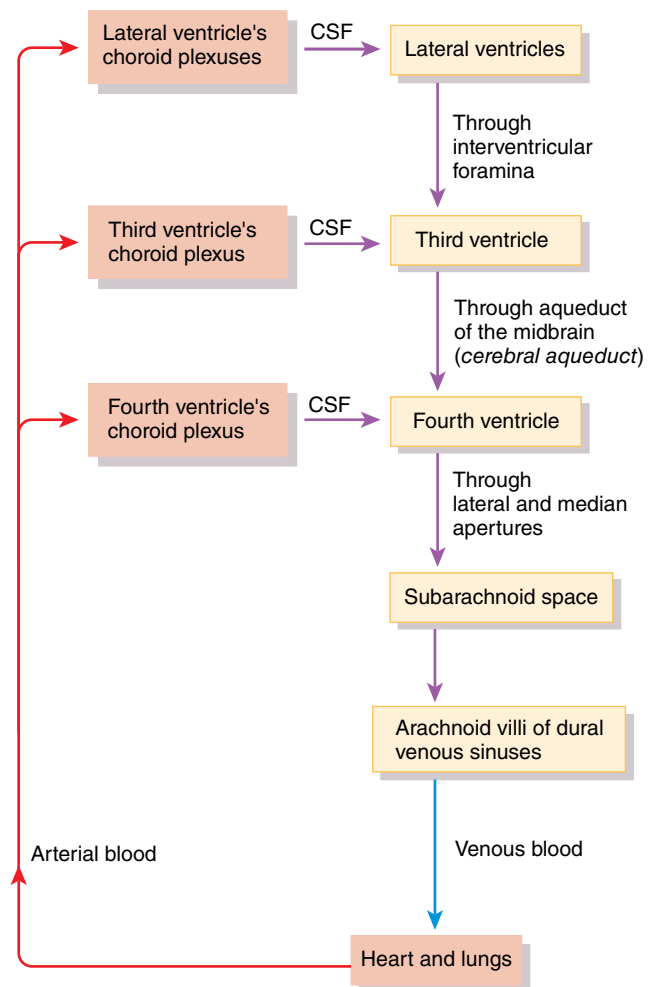 Lateral ventricle's
choroid plexuses
CSF
Lateral ventricles
Through
interventricular
foramina
Third ventricle's
choroid plexus
CSF
Third ventricle
Through aqueduct
of the midbrain
(cerebral aqueduct)
Fourth ventricle's
choroid plexus
CSF
Fourth ventricle
Through
lateral and median
apertures
Subarachnoid space
Arachnoid villi of dural
venous sinuses
Arterial blood
Venous blood
Heart and lungs